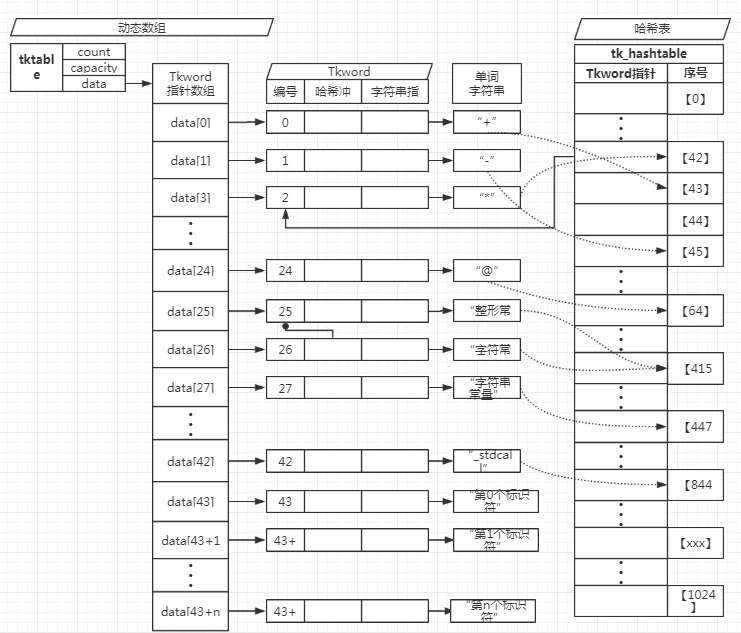 动态数组
哈希表
tktabl
e
count
capacity
data
Tkword
指针数组
Tkword
编号
哈希冲
字符串指
单词
字符串
tk_hashtable
Tkword指针
序号
【0】
data[0]
0
“+”
data[1]
1
“-”
【42】
【43】
data[3]
2
“*”
【44】
【45】
data[24]
24
“@”
data[25]
25
“整形常
【64】
data[26]
26
“字符常
【415
data[27]
27
“字符串
常量”
【447
data[42]
42
“_stdcal
l”
【844
data[43]
43
“第0个标识
符”
data[43+1
43+
“第1个标识
符”
【xxx】
data[43+n
43+
“第n个标识
符”
【1024
】